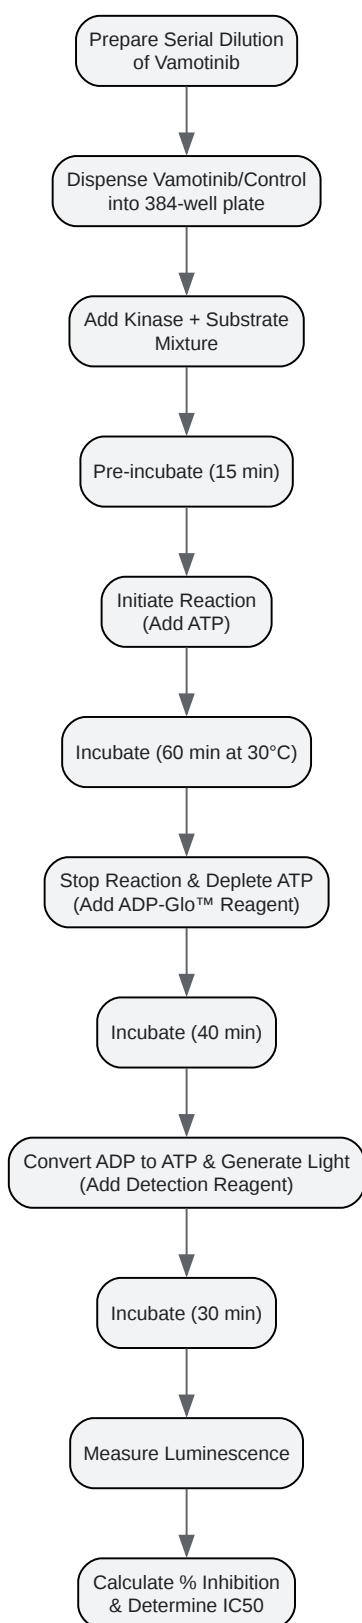 Prepare Serial Dilution
of Vamotinib
Dispense Vamotinib/Control
into 384-well plate
Add Kinase + Substrate
Mixture
Pre-incubate (15 min)
Initiate Reaction
(Add ATP)
Incubate (60 min at 30°C)
Stop Reaction & Deplete ATP
(Add ADP-Glo™ Reagent)
Incubate (40 min)
Convert ADP to ATP & Generate Light
(Add Detection Reagent)
Incubate (30 min)
Measure Luminescence
Calculate % Inhibition
& Determine IC50